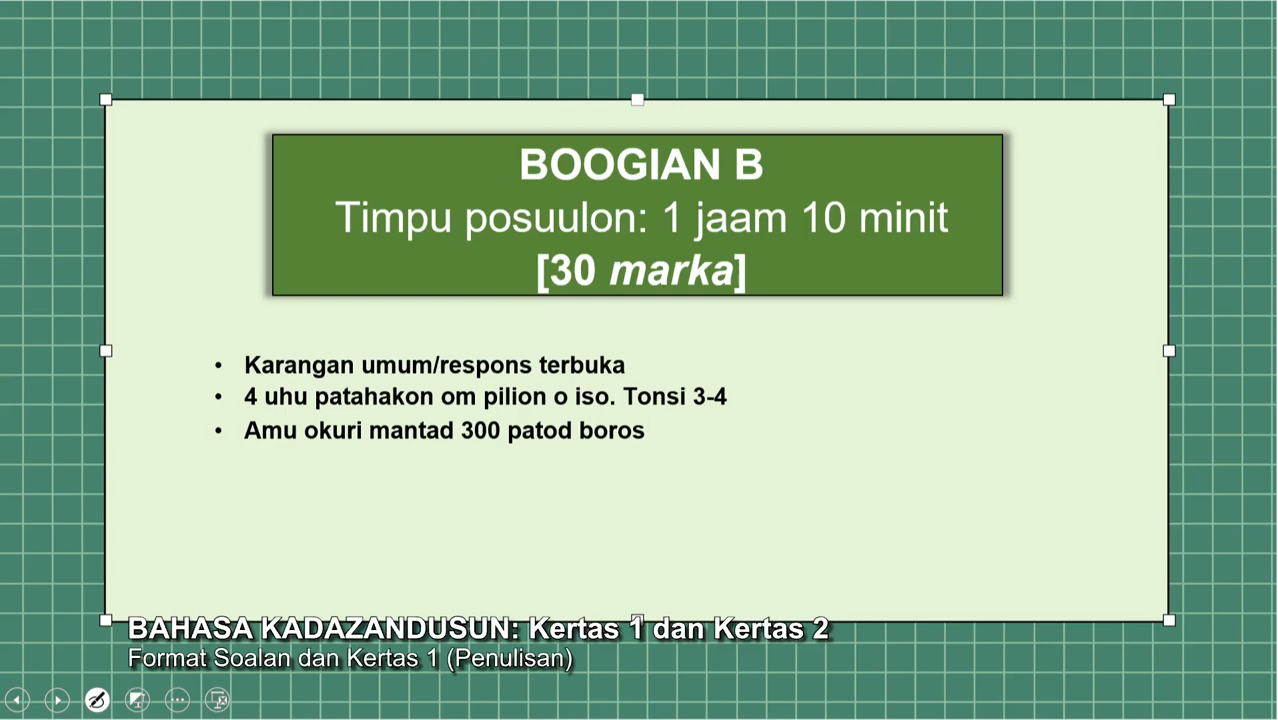 BOOGIAN B
Timpu posuulon: 1 jaam 10 minit
[30 marka]
• Karangan umum/respons terbuka
• 4 uhu patahakon om pilion o iso. Tonsi 3-4
• Amu okuri mantad 300 patod boros
BAHASA KADAZANDUSUN: Kertas 1 dan Kertas 2
Format Soalan dan Kertas 1 (Penulisan)